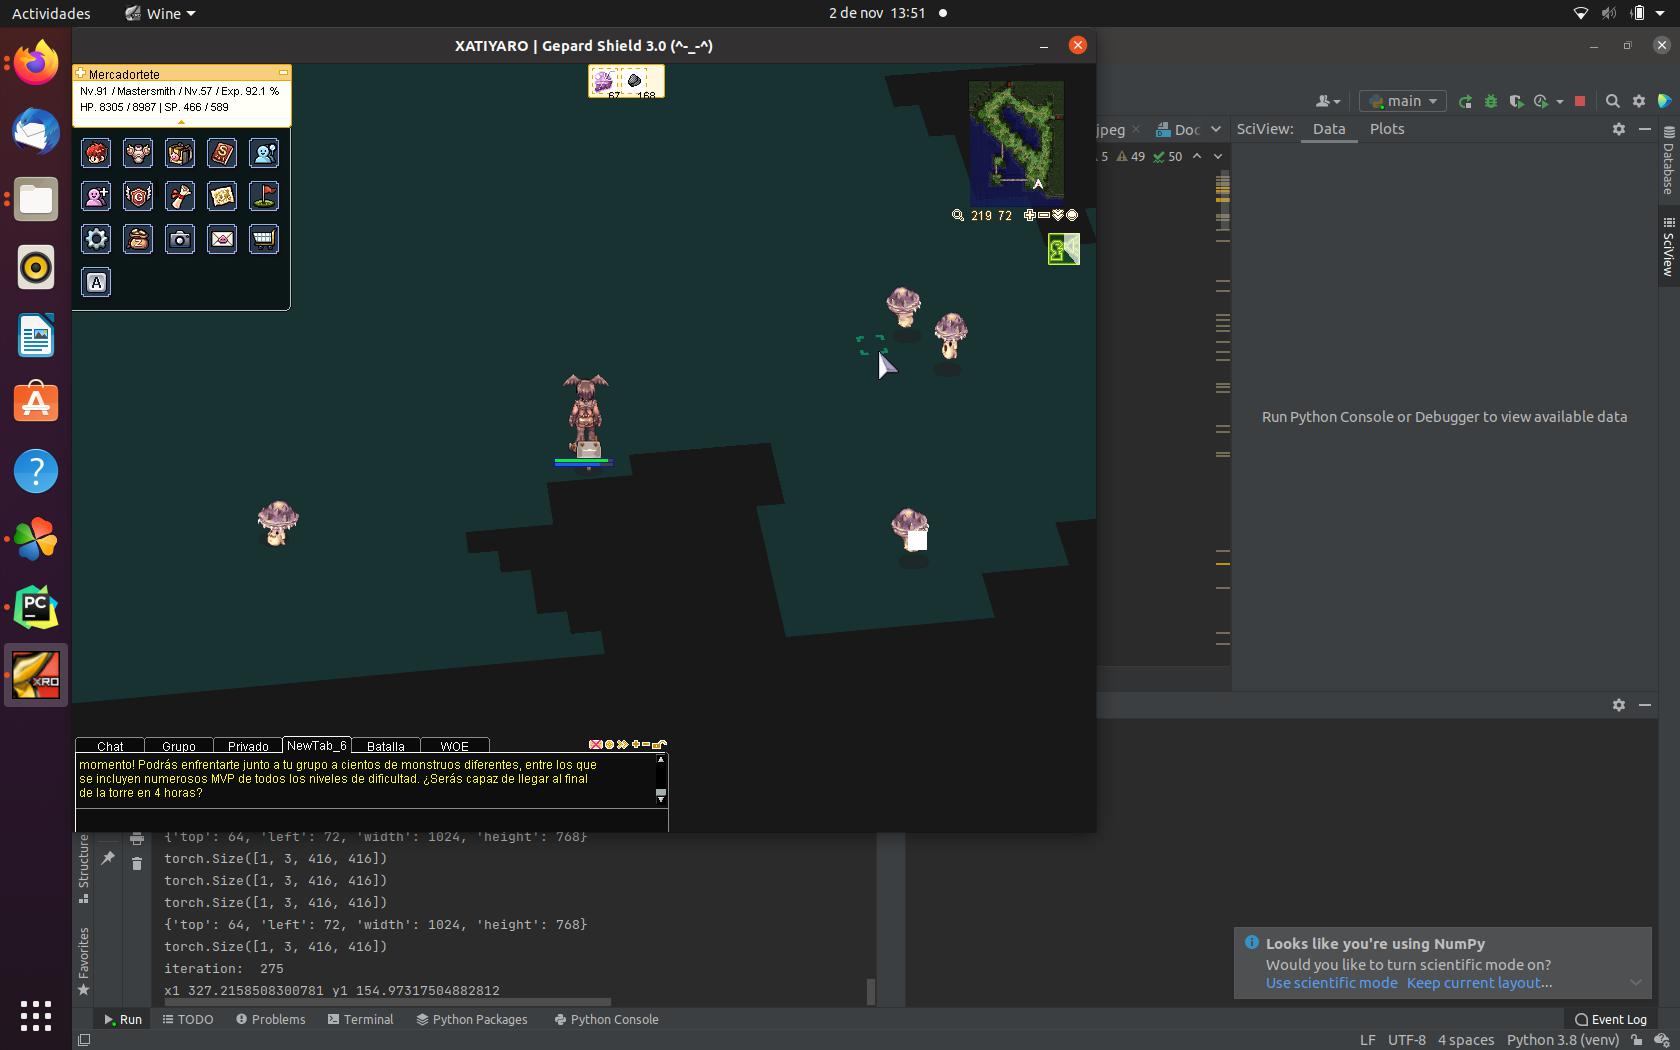 Actividades
Wine
2 de nov 13:51
XATIYARO | Gepard Shield 3.0 (^-_-^)
Mercadortete
Nv.91 / Mastersmith / Nv.57 / Exp. 92.1 %
HP. 8305 / 8987 | SP. 466 / 589
67 168
219 72
main
jpeg
Doc
SciView:
Data
Plots
5 49 50
Database
SciView
Run Python Console or Debugger to view available data
XRO
Chat
Grupo
Privado
NewTab_6
Batalla
WOE
momento! Podrás enfrentarte junto a tu grupo a cientos de monstruos diferentes, entre los que
se incluyen numerosos MVP de todos los niveles de dificultad. ¿Serás capaz de llegar al final
de la torre en 4 horas?
Structure
Favorites
{'top': 64, 'left': 72, 'width': 1024, 'height': 768}
torch.Size([1, 3, 416, 416])
torch.Size([1, 3, 416, 416])
torch.Size([1, 3, 416, 416])
{'top': 64, 'left': 72, 'width': 1024, 'height': 768}
torch.Size([1, 3, 416, 416])
iteration: 275
x1 327.2158508300781 y1 154.97317504882812
Looks like you're using NumPy
Would you like to turn scientific mode on?
Use scientific mode Keep current layout...
Run
TODO
Problems
Terminal
Python Packages
Python Console
Event Log
LF UTF-8 4 spaces Python 3.8 (venv)